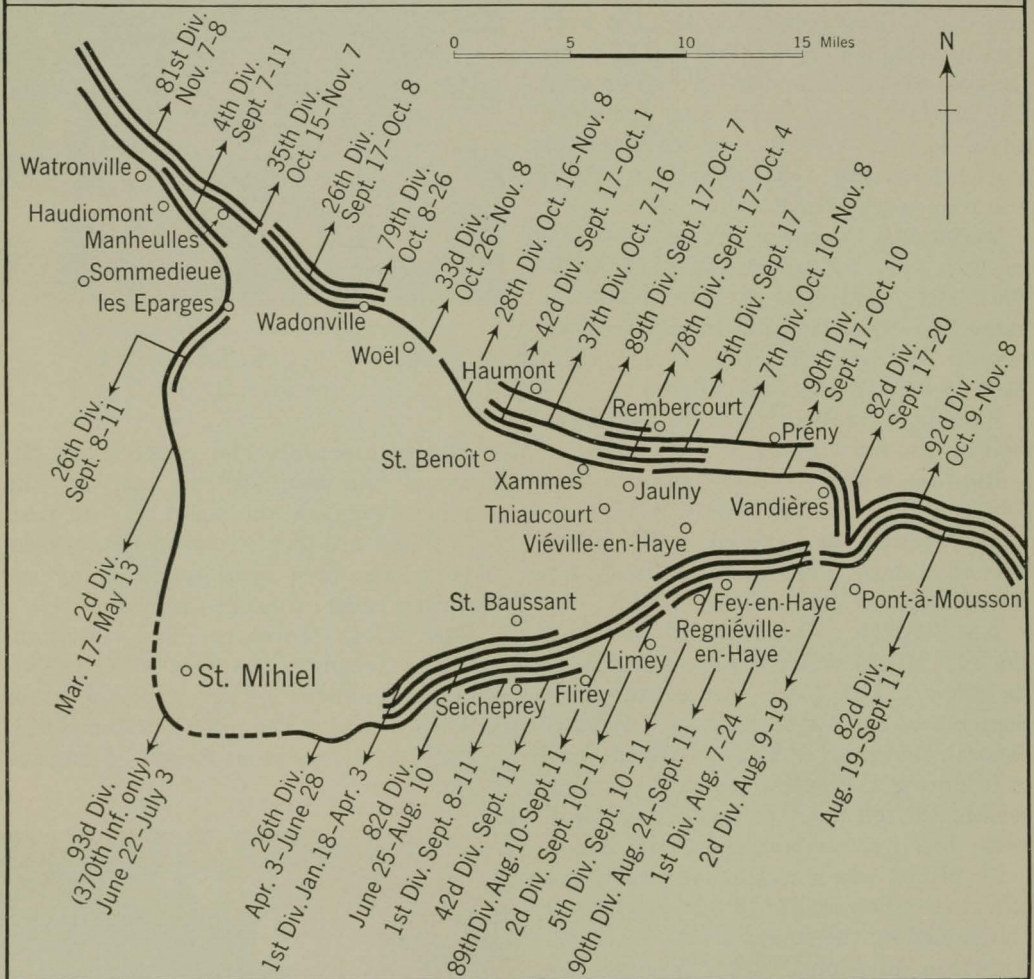 0 5 10 15 Miles
N
81st Div.
Nov. 7–8
4th Div.
Sept. 7–11
35th Div.
Oct. 15–Nov. 7
26th Div.
Sept. 17–Oct. 8
79th Div.
Oct. 8–26
33d Div.
Oct. 26–Nov. 8
28th Div. Oct. 16–Nov. 8
42d Div. Sept. 17–Oct. 1
37th Div. Oct. 7–16
89th Div. Sept. 17–Oct. 7
78th Div. Sept. 17–Oct. 4
5th Div. Sept. 17
7th Div. Oct. 10–Nov. 8
90th Div.
Sept. 17–Oct. 10
82d Div.
Sept. 17–20
92d Div.
Oct. 9–Nov. 8
Watronville
Haudiomont
Manheulles
Sommedieue
les Eparges
Wadonville
Woël
Haumont
Rembercourt
Prény
St. Benoît
Xammes
Jaulny
Thiaucourt
Vandières
Viéville-en-Haye
St. Baussant
Fey-en-Haye
Pont-à-Mousson
Regniéville-
en-Haye
Limey
St. Mihiel
Flirey
Seicheprey
26th Div.
Sept. 8–11
2d Div.
Mar. 17–May 13
93d Div.
(370th Inf. only)
June 22–July 3
26th Div.
Apr. 3–June 28
1st Div. Jan. 18–Apr. 3
82d Div.
June 25–Aug. 10
1st Div. Sept. 8–11
42d Div. Sept. 11
89th Div. Aug. 10–Sept. 11
2d Div. Sept. 10–11
5th Div. Sept. 10–11
90th Div. Aug. 24–Sept. 11
1st Div. Aug. 7–24
2d Div. Aug. 9–19
82d Div.
Aug. 19–Sept. 11